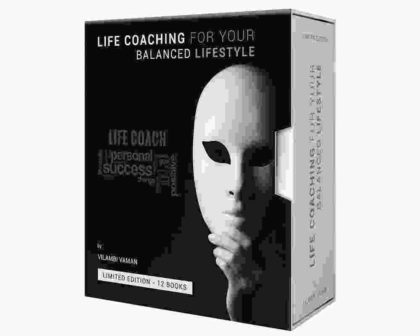 LIFE COACHING FOR YOUR
BALANCED LIFESTYLE
LIFE COACH
personal
success
By
VILAMBI VAMAN
LIMITED EDITION - 12 BOOKS
LIFE COACHING FOR YOUR
BALANCED LIFESTYLE